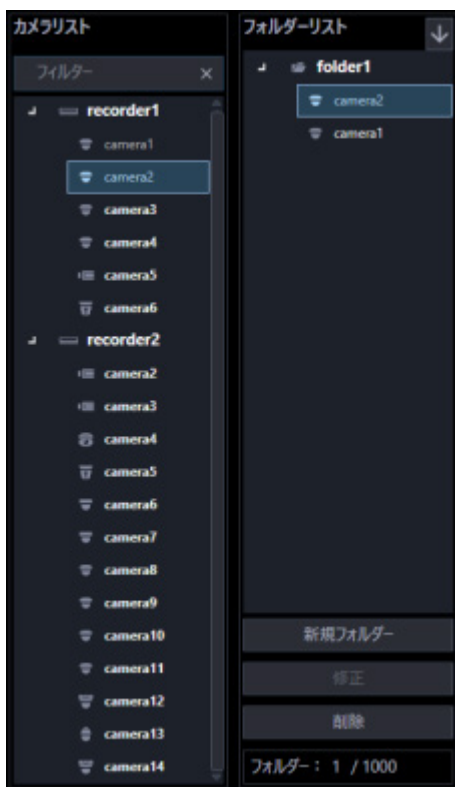 カメラリスト
フィルター ×
recorder1
camera1
camera2
camera3
camera4
camera5
camera6
recorder2
camera2
camera3
camera4
camera5
camera6
camera7
camera8
camera9
camera10
camera11
camera12
camera13
camera14
フォルダーリスト
folder1
camera2
camera1
新規フォルダー
修正
削除
フォルダー： 1 / 1000